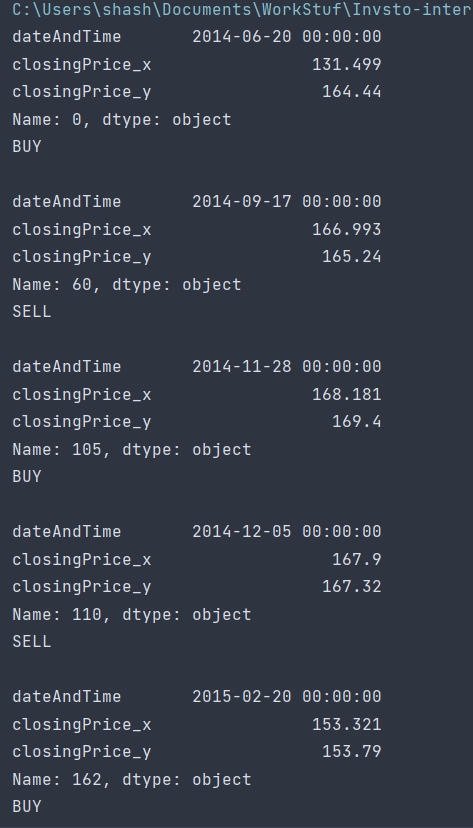 C:\Users\shash\Documents\WorkStuf\Invsto-inter
dateAndTime       2014-06-20 00:00:00
closingPrice_x                131.499
closingPrice_y                 164.44
Name: 0, dtype: object
BUY

dateAndTime       2014-09-17 00:00:00
closingPrice_x                166.993
closingPrice_y                 165.24
Name: 60, dtype: object
SELL

dateAndTime       2014-11-28 00:00:00
closingPrice_x                168.181
closingPrice_y                  169.4
Name: 105, dtype: object
BUY

dateAndTime       2014-12-05 00:00:00
closingPrice_x                  167.9
closingPrice_y                 167.32
Name: 110, dtype: object
SELL

dateAndTime       2015-02-20 00:00:00
closingPrice_x                153.321
closingPrice_y                 153.79
Name: 162, dtype: object
BUY